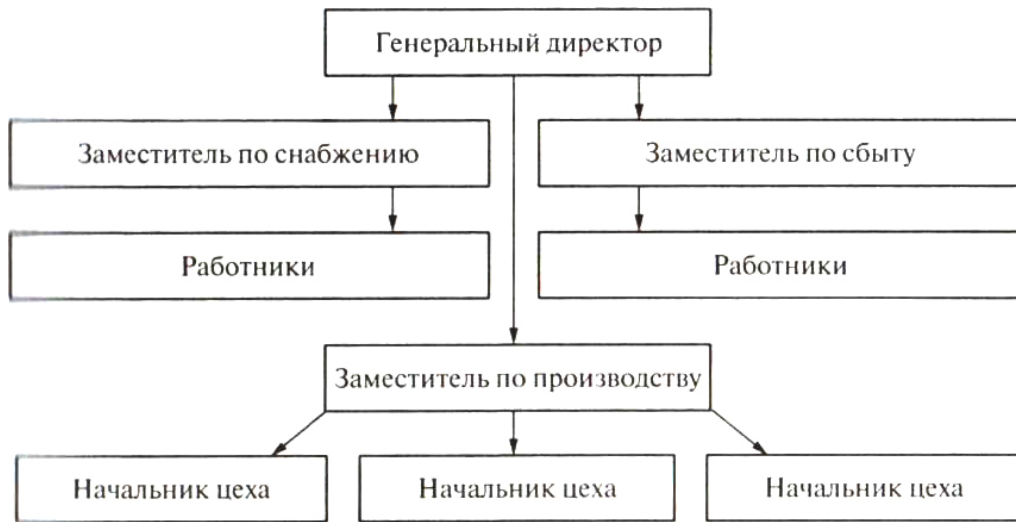 Генеральный директор
Заместитель по снабжению
Заместитель по сбыту
Работники
Работники
Заместитель по производству
Начальник цеха
Начальник цеха
Начальник цеха